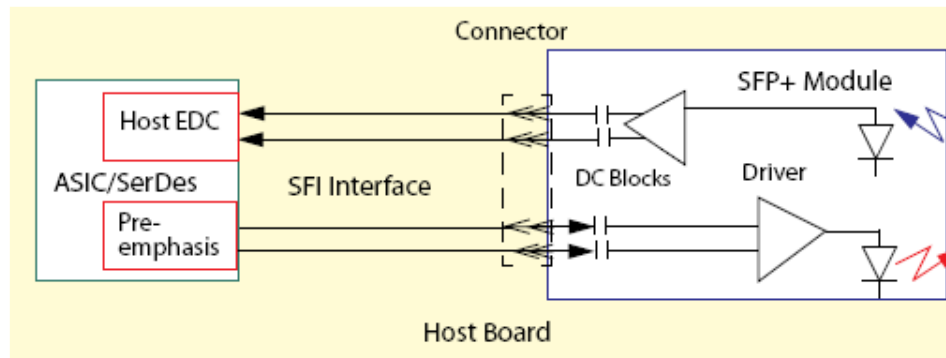 Connector
SFP+ Module
Host EDC
ASIC/SerDes
SFI Interface
DC Blocks
Driver
Pre-
emphasis
Host Board